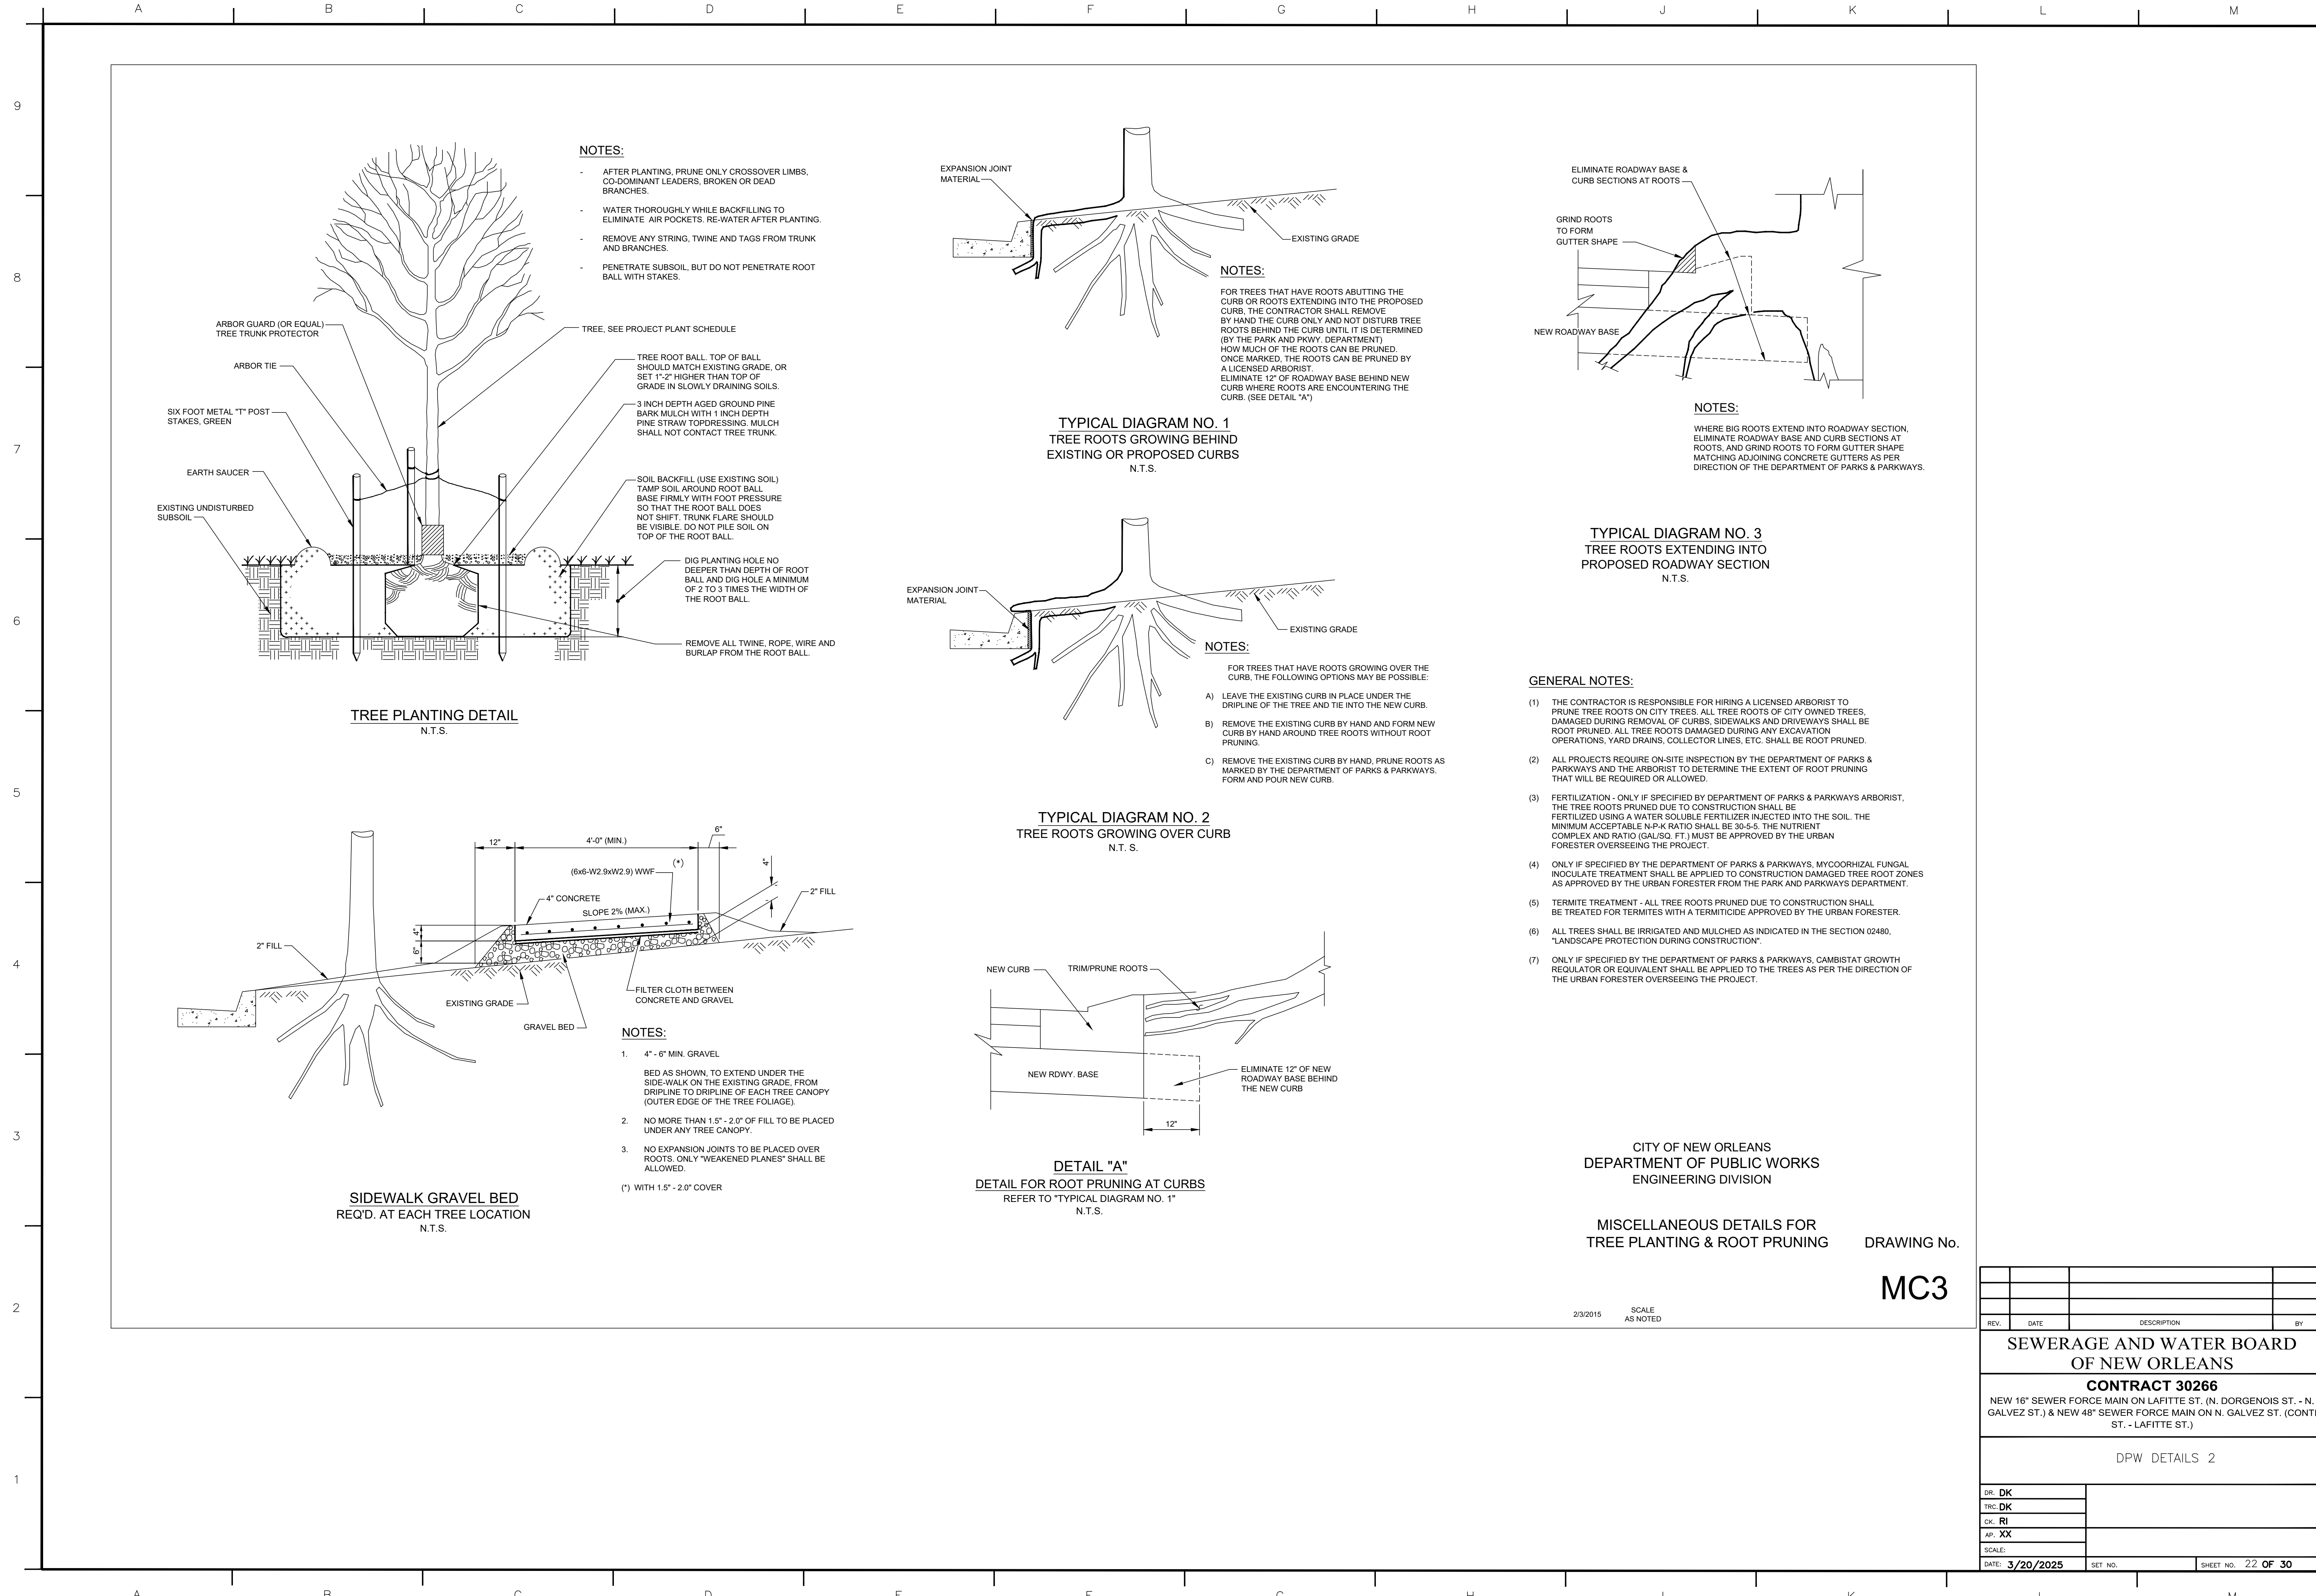 A B C D E F G H J K L M
9
8
7
6
5
4
3
2
1
NOTES:
- AFTER PLANTING, PRUNE ONLY CROSSOVER LIMBS,
CO-DOMINANT LEADERS, BROKEN OR DEAD
BRANCHES.
- WATER THOROUGHLY WHILE BACKFILLING TO
ELIMINATE AIR POCKETS. RE-WATER AFTER PLANTING.
- REMOVE ANY STRING, TWINE AND TAGS FROM TRUNK
AND BRANCHES.
- PENETRATE SUBSOIL, BUT DO NOT PENETRATE ROOT
BALL WITH STAKES.
ARBOR GUARD (OR EQUAL)
TREE TRUNK PROTECTOR
ARBOR TIE
SIX FOOT METAL "T" POST
STAKES, GREEN
EARTH SAUCER
EXISTING UNDISTURBED
SUBSOIL
TREE, SEE PROJECT PLANT SCHEDULE
TREE ROOT BALL. TOP OF BALL
SHOULD MATCH EXISTING GRADE, OR
SET 1"-2" HIGHER THAN TOP OF
GRADE IN SLOWLY DRAINING SOILS.
3 INCH DEPTH AGED GROUND PINE
BARK MULCH WITH 1 INCH DEPTH
PINE STRAW TOPDRESSING. MULCH
SHALL NOT CONTACT TREE TRUNK.
SOIL BACKFILL (USE EXISTING SOIL)
TAMP SOIL AROUND ROOT BALL
BASE FIRMLY WITH FOOT PRESSURE
SO THAT THE ROOT BALL DOES
NOT SHIFT. TRUNK FLARE SHOULD
BE VISIBLE. DO NOT PILE SOIL ON
TOP OF THE ROOT BALL.
DIG PLANTING HOLE NO
DEEPER THAN DEPTH OF ROOT
BALL AND DIG HOLE A MINIMUM
OF 2 TO 3 TIMES THE WIDTH OF
THE ROOT BALL.
REMOVE ALL TWINE, ROPE, WIRE AND
BURLAP FROM THE ROOT BALL.
TREE PLANTING DETAIL
N.T.S.
12"
4'-0" (MIN.)
6"
(*)
(6x6-W2.9xW2.9) WWF
4" CONCRETE
SLOPE 2% (MAX.)
4"
2" FILL
4"
6"
2" FILL
EXISTING GRADE
GRAVEL BED
FILTER CLOTH BETWEEN
CONCRETE AND GRAVEL
NOTES:
1. 4" - 6" MIN. GRAVEL
BED AS SHOWN, TO EXTEND UNDER THE
SIDE-WALK ON THE EXISTING GRADE, FROM
DRIPLINE TO DRIPLINE OF EACH TREE CANOPY
(OUTER EDGE OF THE TREE FOLIAGE).
2. NO MORE THAN 1.5" - 2.0" OF FILL TO BE PLACED
UNDER ANY TREE CANOPY.
3. NO EXPANSION JOINTS TO BE PLACED OVER
ROOTS. ONLY "WEAKENED PLANES" SHALL BE
ALLOWED.
(*) WITH 1.5" - 2.0" COVER
SIDEWALK GRAVEL BED
REQ'D. AT EACH TREE LOCATION
N.T.S.
EXPANSION JOINT
MATERIAL
EXISTING GRADE
NOTES:
FOR TREES THAT HAVE ROOTS ABUTTING THE
CURB OR ROOTS EXTENDING INTO THE PROPOSED
CURB, THE CONTRACTOR SHALL REMOVE
BY HAND THE CURB ONLY AND NOT DISTURB TREE
ROOTS BEHIND THE CURB UNTIL IT IS DETERMINED
(BY THE PARK AND PKWY. DEPARTMENT)
HOW MUCH OF THE ROOTS CAN BE PRUNED.
ONCE MARKED, THE ROOTS CAN BE PRUNED BY
A LICENSED ARBORIST.
ELIMINATE 12" OF ROADWAY BASE BEHIND NEW
CURB WHERE ROOTS ARE ENCOUNTERING THE
CURB. (SEE DETAIL "A")
TYPICAL DIAGRAM NO. 1
TREE ROOTS GROWING BEHIND
EXISTING OR PROPOSED CURBS
N.T.S.
EXPANSION JOINT
MATERIAL
EXISTING GRADE
NOTES:
FOR TREES THAT HAVE ROOTS GROWING OVER THE
CURB, THE FOLLOWING OPTIONS MAY BE POSSIBLE:
A) LEAVE THE EXISTING CURB IN PLACE UNDER THE
DRIPLINE OF THE TREE AND TIE INTO THE NEW CURB.
B) REMOVE THE EXISTING CURB BY HAND AND FORM NEW
CURB BY HAND AROUND TREE ROOTS WITHOUT ROOT
PRUNING.
C) REMOVE THE EXISTING CURB BY HAND, PRUNE ROOTS AS
MARKED BY THE DEPARTMENT OF PARKS & PARKWAYS.
FORM AND POUR NEW CURB.
TYPICAL DIAGRAM NO. 2
TREE ROOTS GROWING OVER CURB
N.T. S.
NEW CURB
TRIM/PRUNE ROOTS
NEW RDWY. BASE
ELIMINATE 12" OF NEW
ROADWAY BASE BEHIND
THE NEW CURB
12"
DETAIL "A"
DETAIL FOR ROOT PRUNING AT CURBS
REFER TO "TYPICAL DIAGRAM NO. 1"
N.T.S.
ELIMINATE ROADWAY BASE &
CURB SECTIONS AT ROOTS
GRIND ROOTS
TO FORM
GUTTER SHAPE
NEW ROADWAY BASE
NOTES:
WHERE BIG ROOTS EXTEND INTO ROADWAY SECTION,
ELIMINATE ROADWAY BASE AND CURB SECTIONS AT
ROOTS, AND GRIND ROOTS TO FORM GUTTER SHAPE
MATCHING ADJOINING CONCRETE GUTTERS AS PER
DIRECTION OF THE DEPARTMENT OF PARKS & PARKWAYS.
TYPICAL DIAGRAM NO. 3
TREE ROOTS EXTENDING INTO
PROPOSED ROADWAY SECTION
N.T.S.
GENERAL NOTES:
(1) THE CONTRACTOR IS RESPONSIBLE FOR HIRING A LICENSED ARBORIST TO
PRUNE TREE ROOTS ON CITY TREES. ALL TREE ROOTS OF CITY OWNED TREES,
DAMAGED DURING REMOVAL OF CURBS, SIDEWALKS AND DRIVEWAYS SHALL BE
ROOT PRUNED. ALL TREE ROOTS DAMAGED DURING ANY EXCAVATION
OPERATIONS, YARD DRAINS, COLLECTOR LINES, ETC. SHALL BE ROOT PRUNED.
(2) ALL PROJECTS REQUIRE ON-SITE INSPECTION BY THE DEPARTMENT OF PARKS &
PARKWAYS AND THE ARBORIST TO DETERMINE THE EXTENT OF ROOT PRUNING
THAT WILL BE REQUIRED OR ALLOWED.
(3) FERTILIZATION - ONLY IF SPECIFIED BY DEPARTMENT OF PARKS & PARKWAYS ARBORIST,
THE TREE ROOTS PRUNED DUE TO CONSTRUCTION SHALL BE
FERTILIZED USING A WATER SOLUBLE FERTILIZER INJECTED INTO THE SOIL. THE
MINIMUM ACCEPTABLE N-P-K RATIO SHALL BE 30-5-5. THE NUTRIENT
COMPLEX AND RATIO (GAL/SQ. FT.) MUST BE APPROVED BY THE URBAN
FORESTER OVERSEEING THE PROJECT.
(4) ONLY IF SPECIFIED BY THE DEPARTMENT OF PARKS & PARKWAYS, MYCOORHIZAL FUNGAL
INOCULATE TREATMENT SHALL BE APPLIED TO CONSTRUCTION DAMAGED TREE ROOT ZONES
AS APPROVED BY THE URBAN FORESTER FROM THE PARK AND PARKWAYS DEPARTMENT.
(5) TERMITE TREATMENT - ALL TREE ROOTS PRUNED DUE TO CONSTRUCTION SHALL
BE TREATED FOR TERMITES WITH A TERMITICIDE APPROVED BY THE URBAN FORESTER.
(6) ALL TREES SHALL BE IRRIGATED AND MULCHED AS INDICATED IN THE SECTION 02480,
"LANDSCAPE PROTECTION DURING CONSTRUCTION".
(7) ONLY IF SPECIFIED BY THE DEPARTMENT OF PARKS & PARKWAYS, CAMBISTAT GROWTH
REQULATOR OR EQUIVALENT SHALL BE APPLIED TO THE TREES AS PER THE DIRECTION OF
THE URBAN FORESTER OVERSEEING THE PROJECT.
CITY OF NEW ORLEANS
DEPARTMENT OF PUBLIC WORKS
ENGINEERING DIVISION
MISCELLANEOUS DETAILS FOR
TREE PLANTING & ROOT PRUNING
DRAWING No.
MC3
2/3/2015
SCALE
AS NOTED
REV. DATE DESCRIPTION BY
SEWERAGE AND WATER BOARD
OF NEW ORLEANS
CONTRACT 30266
NEW 16" SEWER FORCE MAIN ON LAFITTE ST. (N. DORGENOIS ST. - N.
GALVEZ ST.) & NEW 48" SEWER FORCE MAIN ON N. GALVEZ ST. (CONTI
ST. - LAFITTE ST.)
DPW DETAILS 2
DR. DK
TRC. DK
CK. RI
AP. XX
SCALE:
DATE: 3/20/2025
SET NO.
SHEET NO. 22 OF 30
A B C D E F G H J K L M